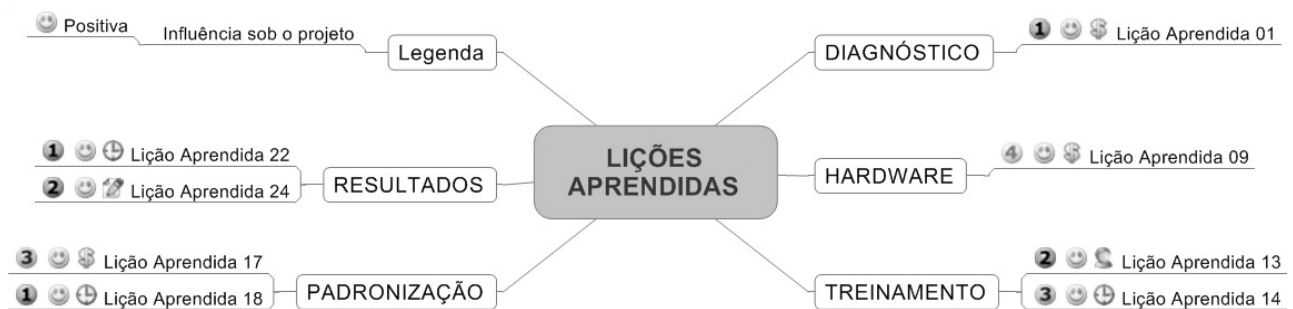 Positiva
Influência sob o projeto
Legenda
1 Lição Aprendida 22
2 Lição Aprendida 24
RESULTADOS
3 $ Lição Aprendida 17
1 Lição Aprendida 18
PADRONIZAÇÃO
LIÇÕES
APRENDIDAS
DIAGNÓSTICO
1 $ Lição Aprendida 01
HARDWARE
4 $ Lição Aprendida 09
TREINAMENTO
2 Lição Aprendida 13
3 Lição Aprendida 14